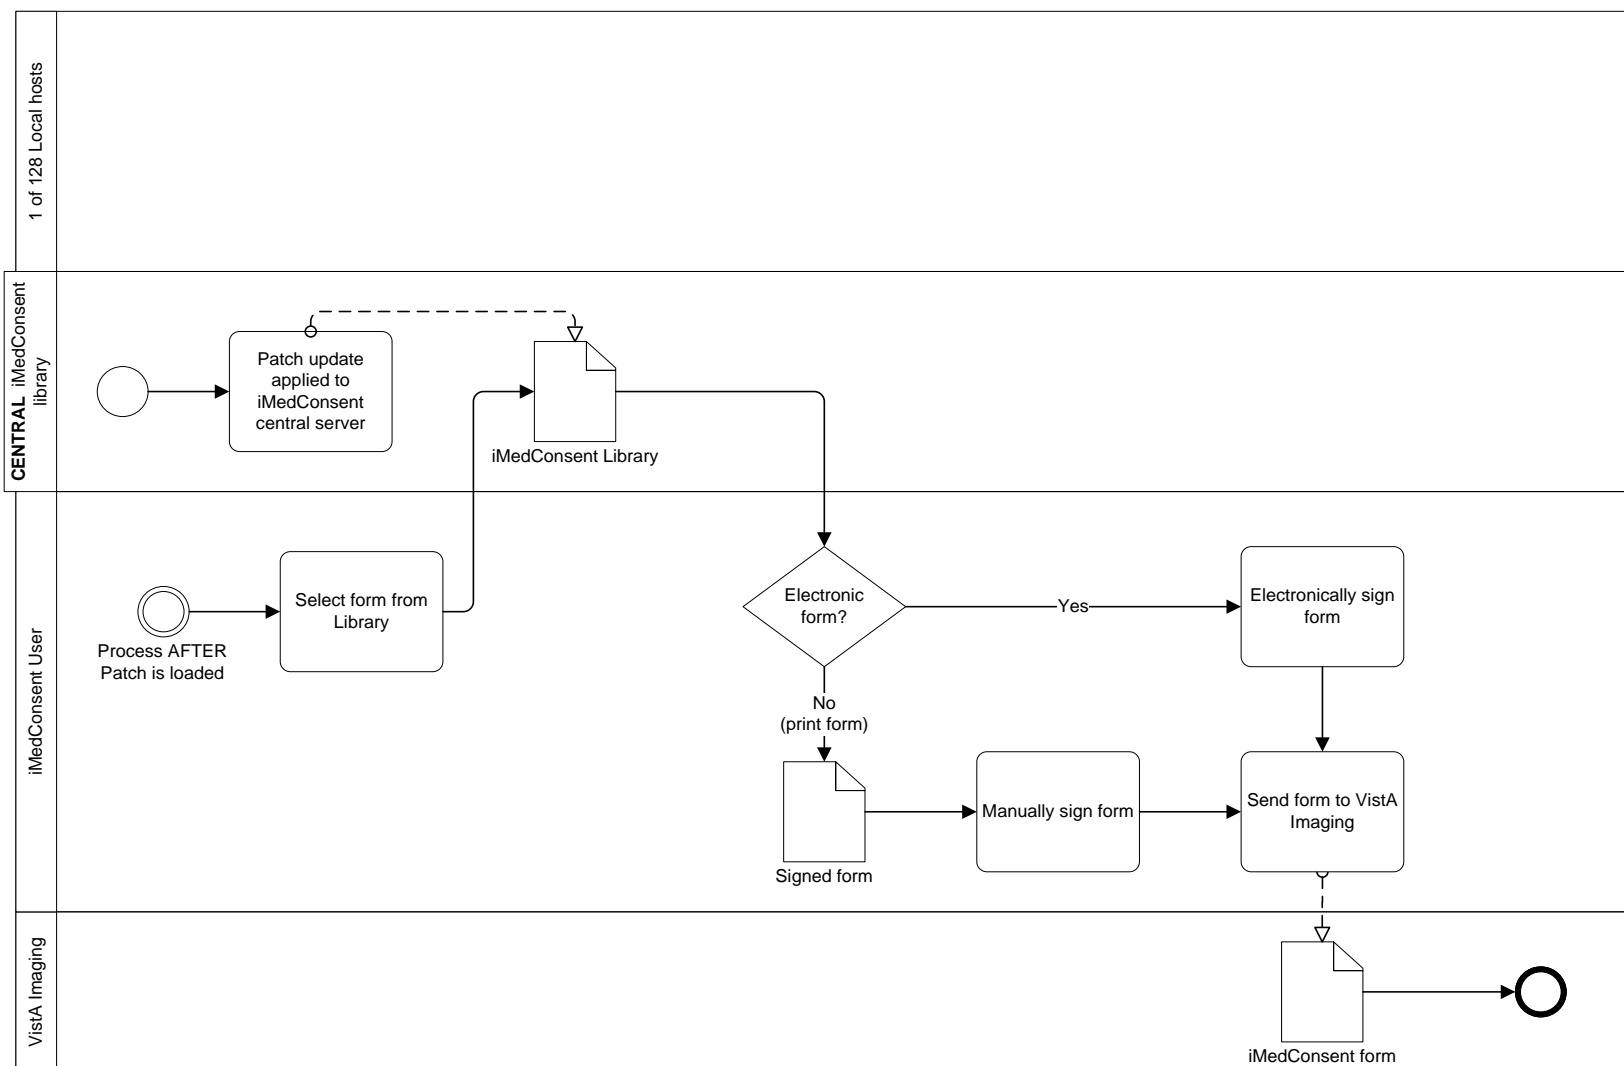 1 of 128 Local hosts
CENTRAL iMedConsent
library
Patch update
applied to
iMedConsent
central server
iMedConsent Library
iMedConsent User
Process AFTER
Patch is loaded
Select form from
Library
Electronic
form?
Yes
Electronically sign
form
No
(print form)
Signed form
Manually sign form
Send form to VistA
Imaging
VistA Imaging
iMedConsent form